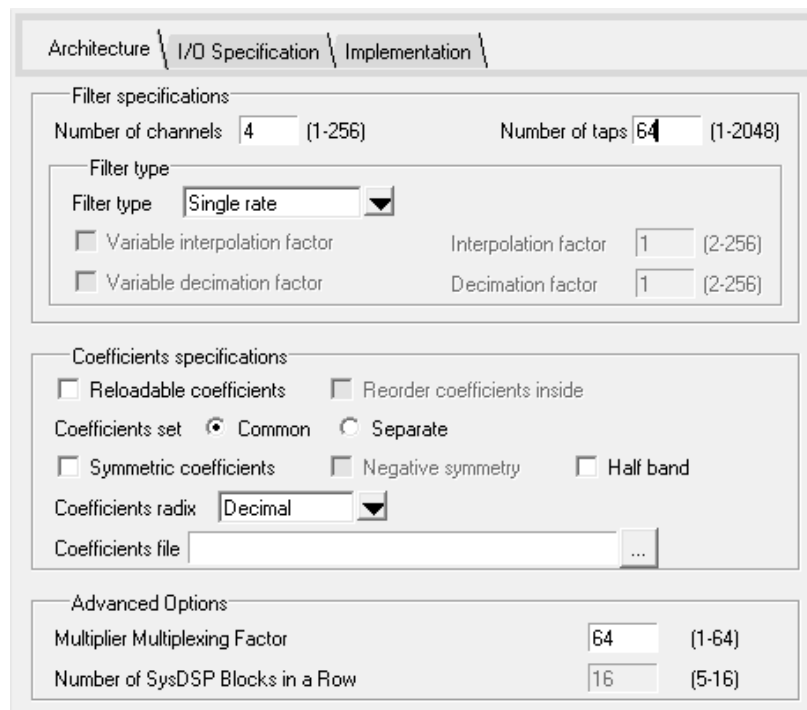 Architecture I/O Specification Implementation
Filter specifications
Number of channels 4 (1-256) Number of taps 64 (1-2048)
Filter type
Filter type Single rate
Variable interpolation factor Interpolation factor 1 (2-256)
Variable decimation factor Decimation factor 1 (2-256)
Coefficients specifications
Reloadable coefficients Reorder coefficients inside
Coefficients set Common Separate
Symmetric coefficients Negative symmetry Half band
Coefficients radix Decimal
Coefficients file ...
Advanced Options
Multiplier Multiplexing Factor 64 (1-64)
Number of SysDSP Blocks in a Row 16 (5-16)